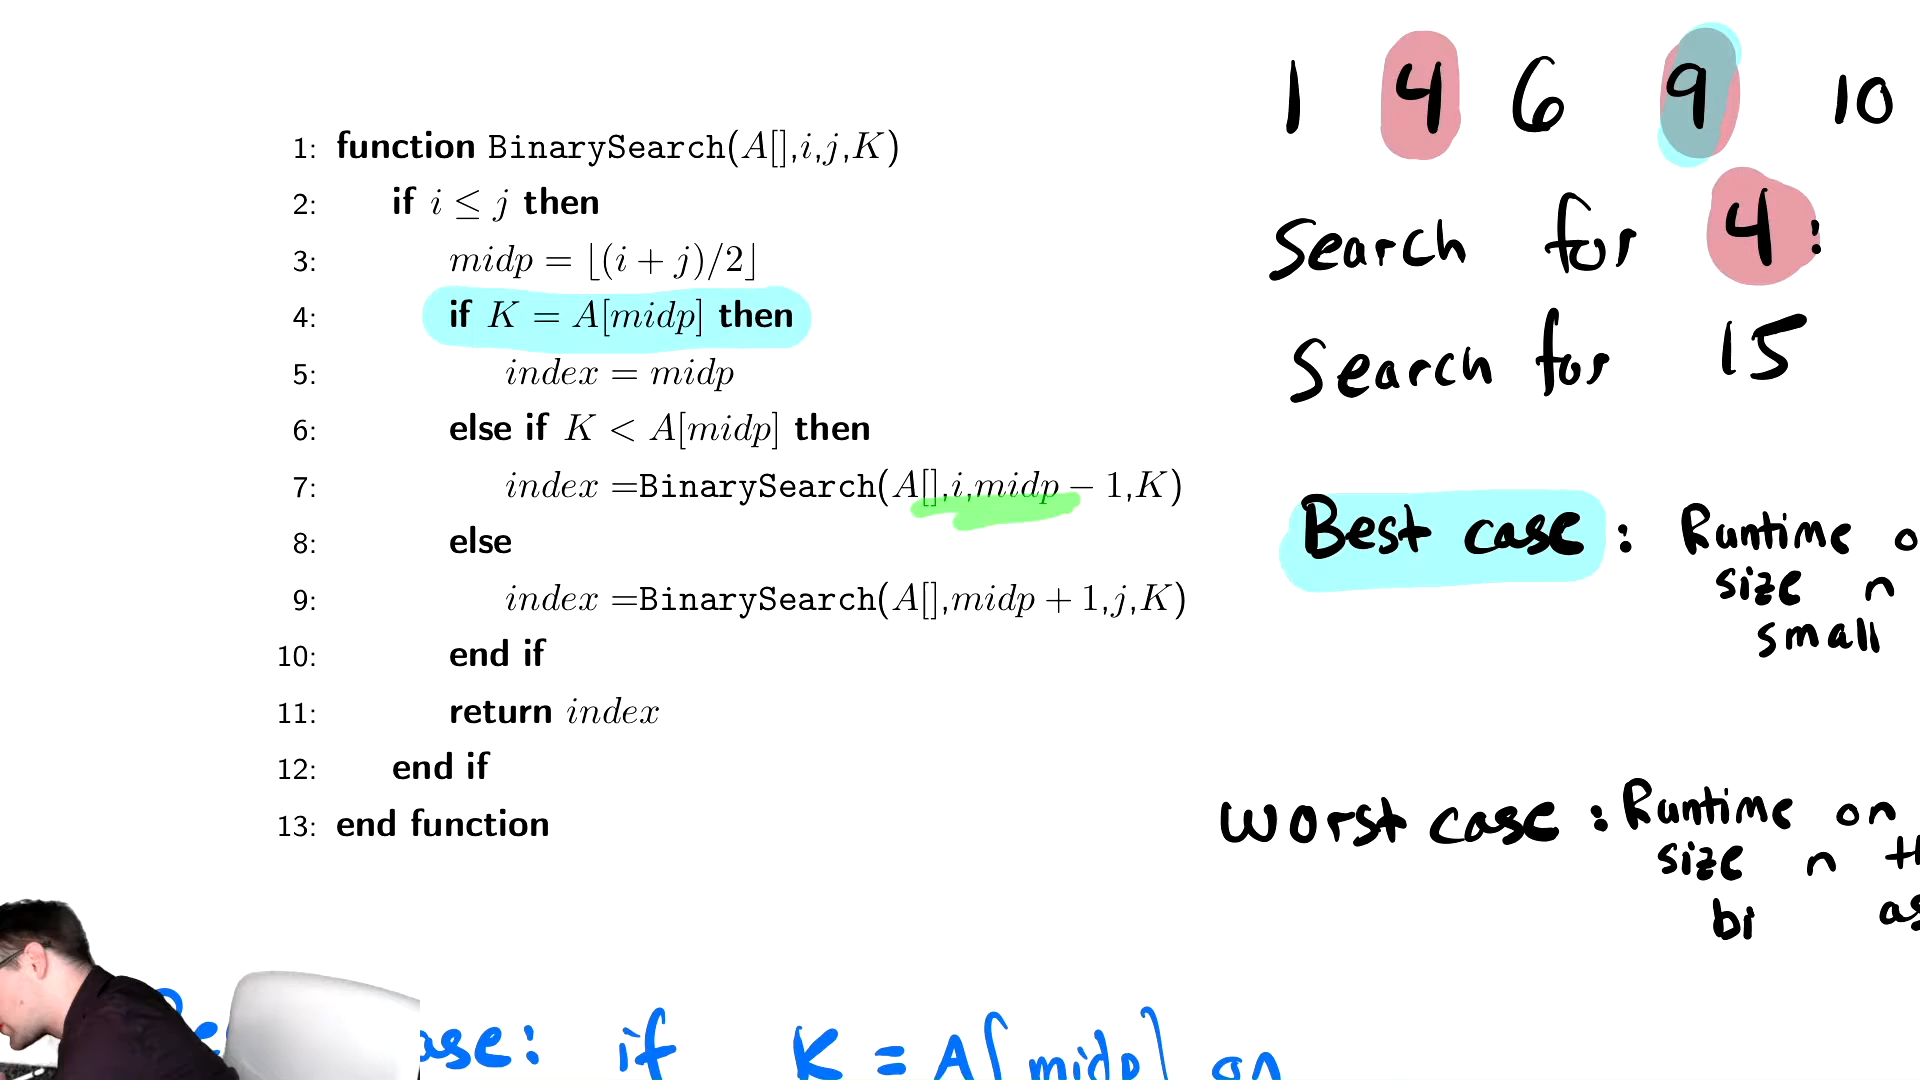 1: function BinarySearch(A[],i,j,K)
2: if i ≤ j then
3: midp = ⌊(i + j)/2⌋
4: if K = A[midp] then
5: index = midp
6: else if K < A[midp] then
7: index =BinarySearch(A[],i,midp − 1,K)
8: else
9: index =BinarySearch(A[],midp + 1,j,K)
10: end if
11: return index
12: end if
13: end function
1 4 6 9 10
Search for 4:
Search for 15
Best case: Runtime
size n
small
Worst case: Runtime on
size n
bi as
if K = A[midp] on